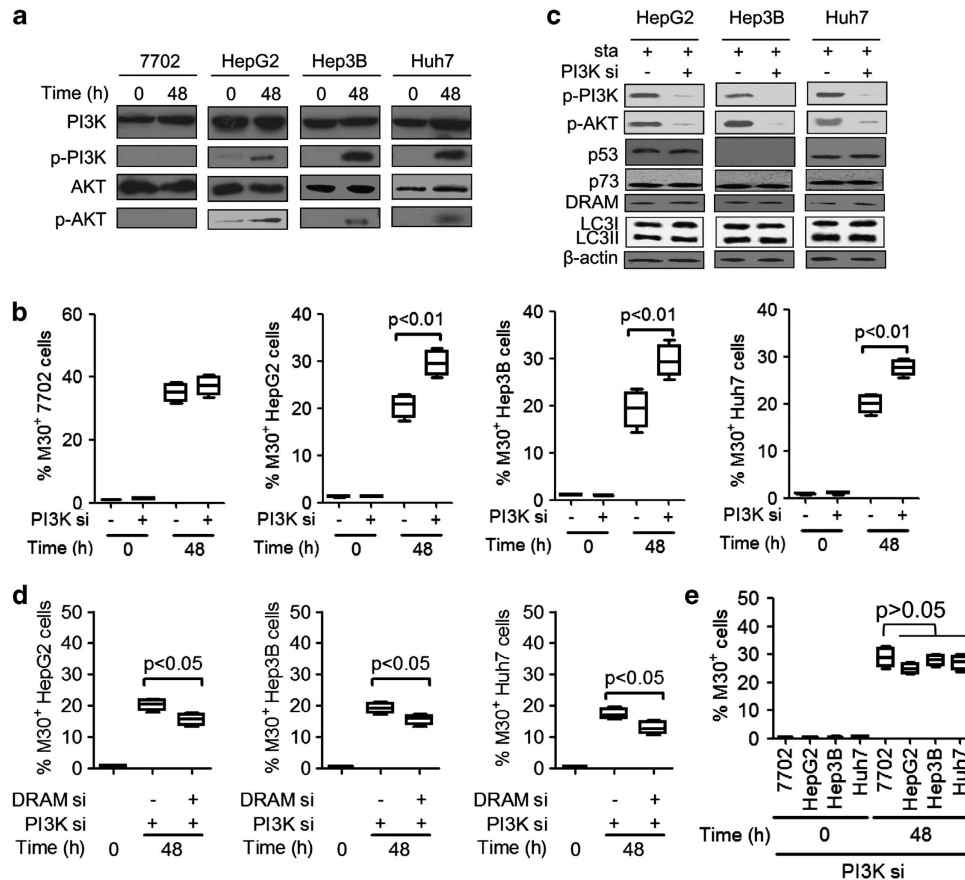 a
7702 HepG2 Hep3B Huh7
Time (h) 0 48 0 48 0 48 0 48
PI3K
p-PI3K
AKT
p-AKT
c
HepG2 Hep3B Huh7
sta + + + + + +
PI3K si - + - + - +
p-PI3K
p-AKT
p53
p73
DRAM
LC3I
LC3II
β-actin
b
% M30+ 7702 cells
60
40
20
0
PI3K si - + - +
Time (h) 0 48
% M30+ HepG2 cells
40
30
20
10
0
p<0.01
PI3K si - + - +
Time (h) 0 48
% M30+ Hep3B cells
40
30
20
10
0
p<0.01
PI3K si - + - +
Time (h) 0 48
% M30+ Huh7 cells
40
30
20
10
0
p<0.01
PI3K si - + - +
Time (h) 0 48
d
% M30+ HepG2 cells
50
40
30
20
10
0
p<0.05
DRAM si - +
PI3K si + +
Time (h) 0 48
% M30+ Hep3B cells
50
40
30
20
10
0
p<0.05
DRAM si - +
PI3K si + +
Time (h) 0 48
% M30+ Huh7 cells
50
40
30
20
10
0
p<0.05
DRAM si - +
PI3K si + +
Time (h) 0 48
e
% M30+ cells
50
40
30
20
10
0
p>0.05
7702 HepG2 Hep3B Huh7 7702 HepG2 Hep3B Huh7
Time (h) 0 48
PI3K si